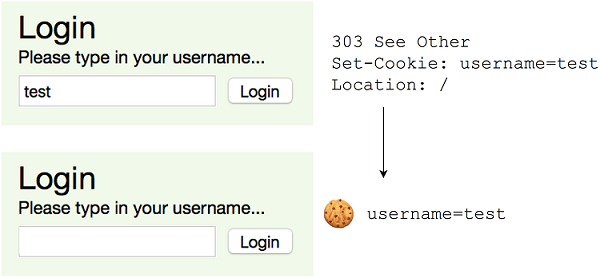 Login
Please type in your username...
test
Login
303 See Other
Set-Cookie: username=test
Location: /
Login
Please type in your username...
Login
username=test